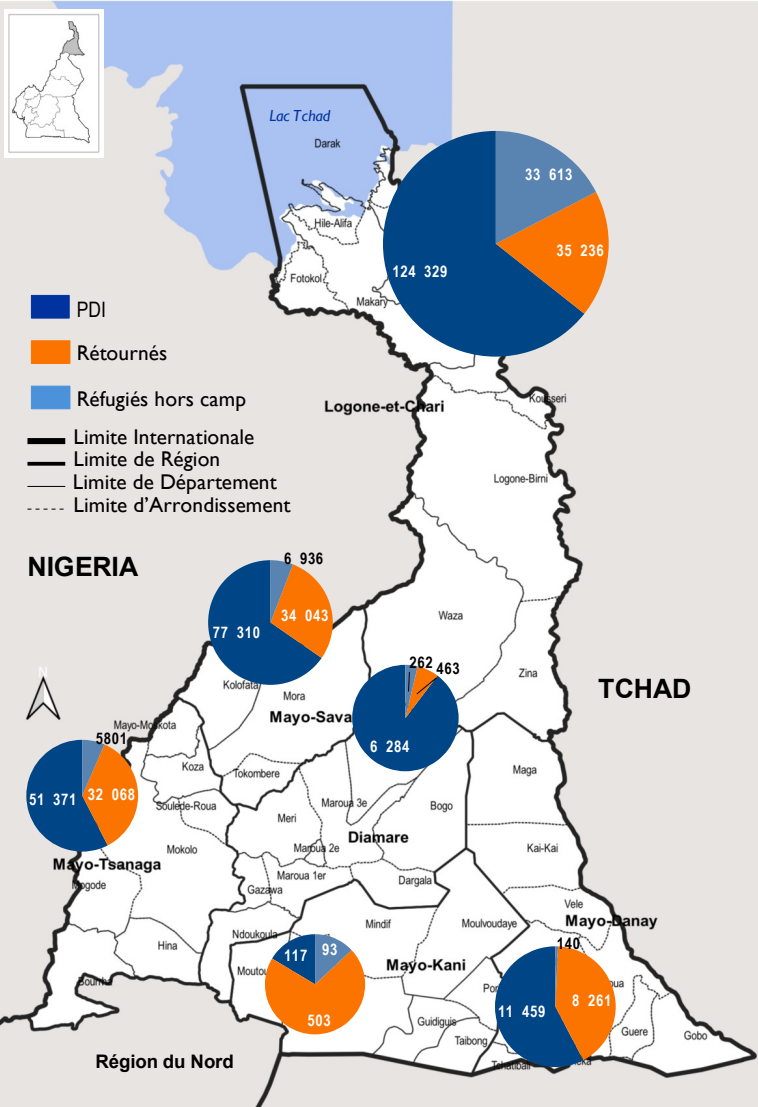 Lac Tchad
Darak
33 613
Hile-Alifa
35 236
124 329
Fotokol
Makary
PDI
Rétournés
Réfugiés hors camp
Kousseri
Logone-et-Chari
Limite Internationale
Limite de Région
Limite de Département
Limite d'Arrondissement
Logone-Birni
NIGERIA
6 936
34 043
77 310
Waza
262
463
Zina
TCHAD
N
Kolofata
Mora
Mayo-Sava
Mayo-Moskota
5801
6 284
Koza
Tokombere
Maga
51 371
32 068
Soulede-Roua
Maroua 3e
Bogo
Meri
Diamare
Mokolo
Maroua 2e
Kai-Kai
Mayo-Tsanaga
Maroua 1er
Dargala
Mogode
Gazawa
Vele
Mindif
Moulvoudaye
Mayo-Danay
Ndoukoula
Hina
117
93
140
Mayo-Kani
Moutou
Bourrha
Por
oua
11 459
8 261
503
Guidiguis
Guere
Gobo
Taibong
Région du Nord
Tchatibali
eka